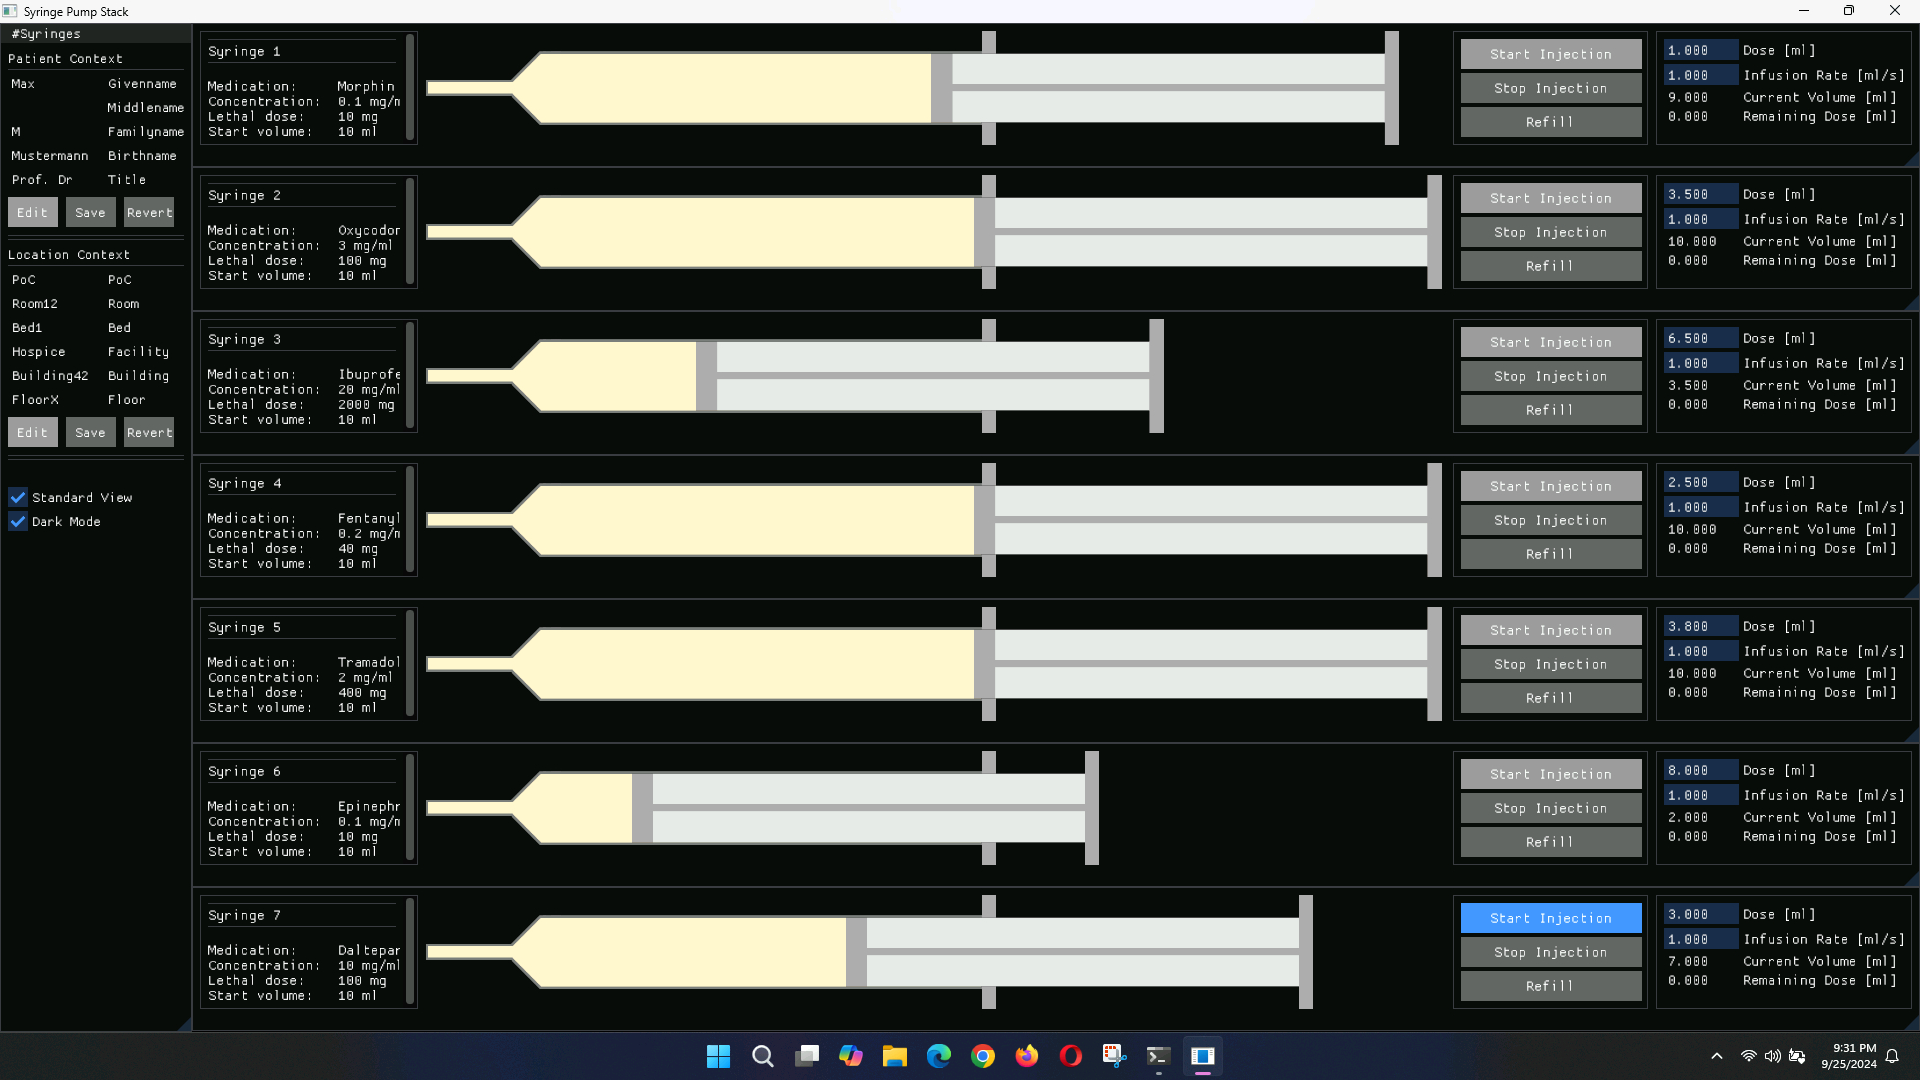 Syringe Pump Stack
#Syringes
Patient Context
Max Givenname
Middlename
M Familyname
Mustermann Birthname
Prof. Dr Title
Edit Save Revert
Location Context
PoC PoC
Room12 Room
Bed1 Bed
Hospice Facility
Building42 Building
FloorX Floor
Edit Save Revert
Standard View
Dark Mode
Syringe 1
Medication: Morphin
Concentration: 0.1 mg/m
Lethal dose: 10 mg
Start volume: 10 ml
Start Injection
Stop Injection
Refill
1.000 Dose [ml]
1.000 Infusion Rate [ml/s]
9.000 Current Volume [ml]
0.000 Remaining Dose [ml]
Syringe 2
Medication: Oxycodor
Concentration: 3 mg/ml
Lethal dose: 100 mg
Start volume: 10 ml
Start Injection
Stop Injection
Refill
3.500 Dose [ml]
1.000 Infusion Rate [ml/s]
10.000 Current Volume [ml]
0.000 Remaining Dose [ml]
Syringe 3
Medication: Ibuprofe
Concentration: 20 mg/ml
Lethal dose: 2000 mg
Start volume: 10 ml
Start Injection
Stop Injection
Refill
6.500 Dose [ml]
1.000 Infusion Rate [ml/s]
3.500 Current Volume [ml]
0.000 Remaining Dose [ml]
Syringe 4
Medication: Fentanyl
Concentration: 0.2 mg/m
Lethal dose: 40 mg
Start volume: 10 ml
Start Injection
Stop Injection
Refill
2.500 Dose [ml]
1.000 Infusion Rate [ml/s]
10.000 Current Volume [ml]
0.000 Remaining Dose [ml]
Syringe 5
Medication: Tramadol
Concentration: 2 mg/ml
Lethal dose: 400 mg
Start volume: 10 ml
Start Injection
Stop Injection
Refill
3.800 Dose [ml]
1.000 Infusion Rate [ml/s]
10.000 Current Volume [ml]
0.000 Remaining Dose [ml]
Syringe 6
Medication: Epinephr
Concentration: 0.1 mg/m
Lethal dose: 10 mg
Start volume: 10 ml
Start Injection
Stop Injection
Refill
8.000 Dose [ml]
1.000 Infusion Rate [ml/s]
2.000 Current Volume [ml]
0.000 Remaining Dose [ml]
Syringe 7
Medication: Daltepar
Concentration: 10 mg/ml
Lethal dose: 100 mg
Start volume: 10 ml
Start Injection
Stop Injection
Refill
3.000 Dose [ml]
1.000 Infusion Rate [ml/s]
7.000 Current Volume [ml]
0.000 Remaining Dose [ml]
9:31 PM
9/25/2024